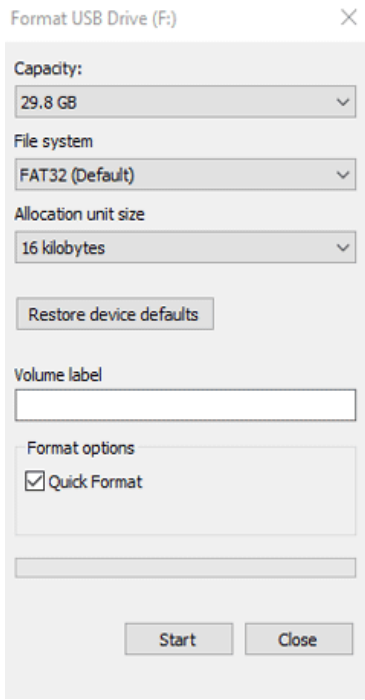 Format USB Drive (F:)
Capacity:
29.8 GB
File system
FAT32 (Default)
Allocation unit size
16 kilobytes
Restore device defaults
Volume label
Format options
Quick Format
Start
Close